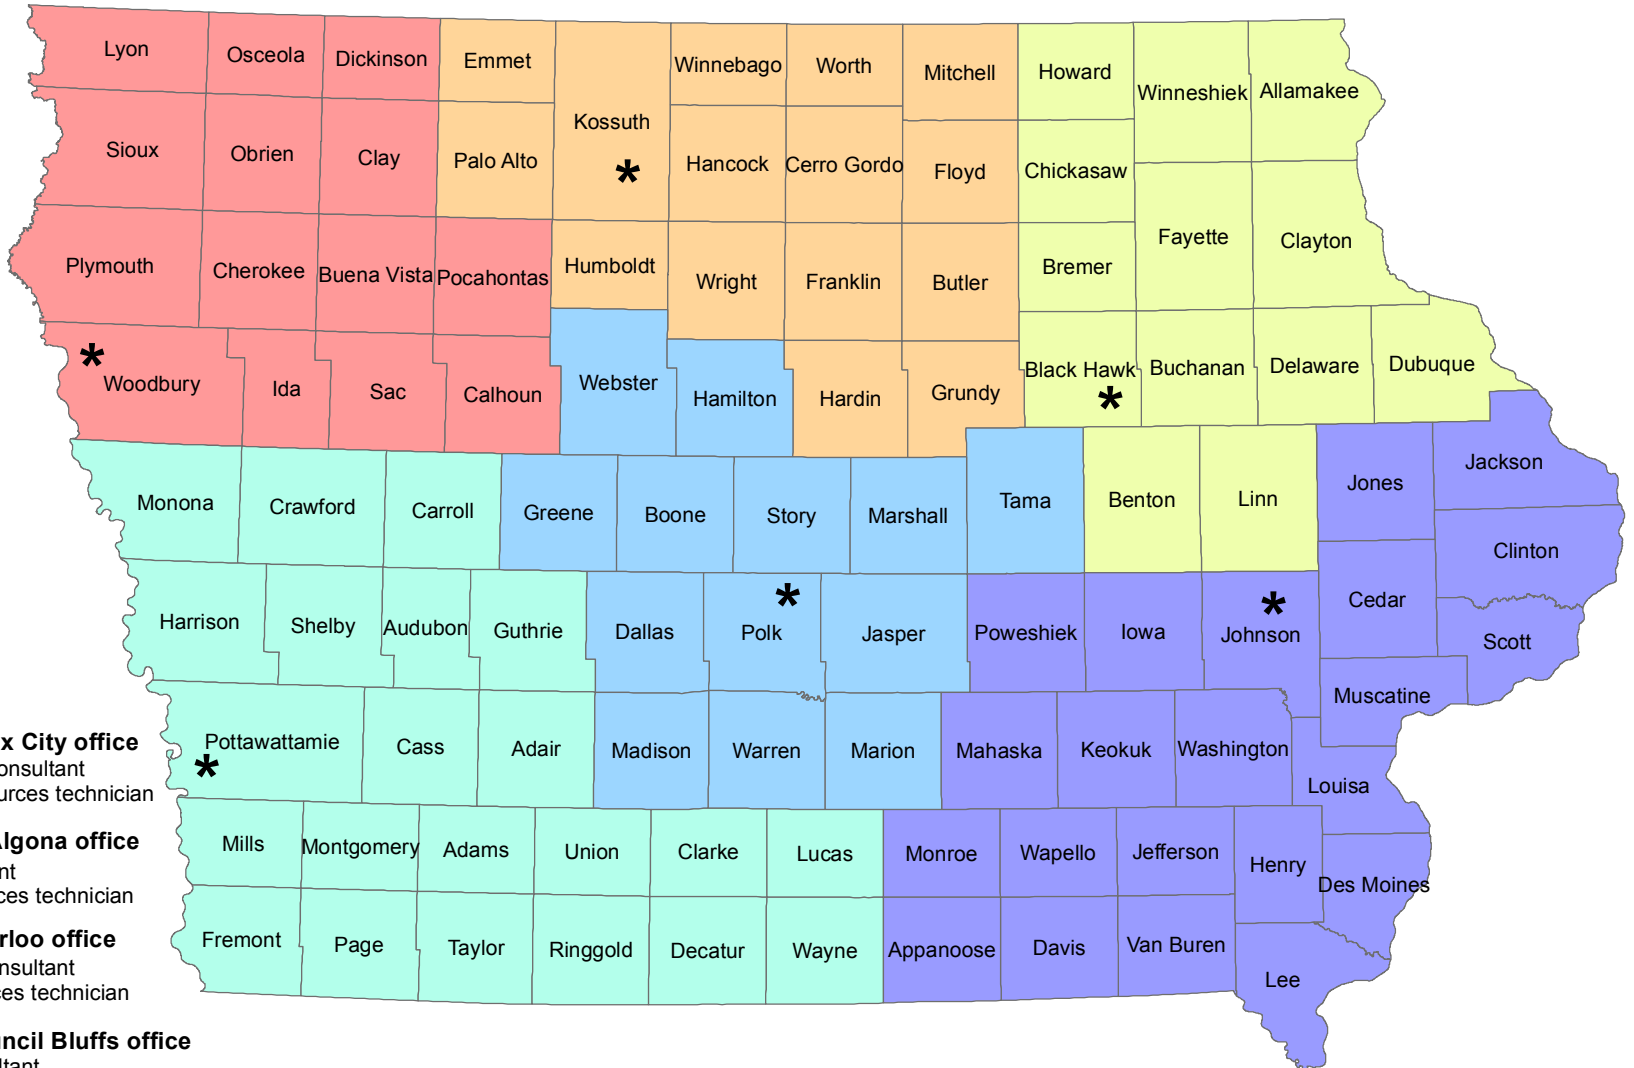 Lyon
Osceola
Dickinson
Emmet
Kossuth
Winnebago
Worth
Mitchell
Howard
Winneshiek
Allamakee
Sioux
Obrien
Clay
Palo Alto
Hancock
Cerro Gordo
Floyd
Chickasaw
Plymouth
Cherokee
Buena Vista
Pocahontas
Humboldt
Wright
Franklin
Butler
Bremer
Fayette
Clayton
*
Woodbury
Ida
Sac
Calhoun
Webster
Hamilton
Hardin
Grundy
Black Hawk
*
Buchanan
Delaware
Dubuque
Monona
Crawford
Carroll
Greene
Boone
Story
Marshall
Tama
Benton
Linn
Jones
Jackson
Clinton
Harrison
Shelby
Audubon
Guthrie
Dallas
*
Polk
Jasper
Poweshiek
Iowa
*
Johnson
Cedar
Scott
Muscatine
Pottawattamie
*
Cass
Adair
Madison
Warren
Marion
Mahaska
Keokuk
Washington
Louisa
Mills
Montgomery
Adams
Union
Clarke
Lucas
Monroe
Wapello
Jefferson
Henry
Des Moines
Fremont
Page
Taylor
Ringgold
Decatur
Wayne
Appanoose
Davis
Van Buren
Lee
x City office
onsultant
urces technician
Algona office
nt
ces technician
rloo office
nsultant
ces technician
ncil Bluffs office
ltant